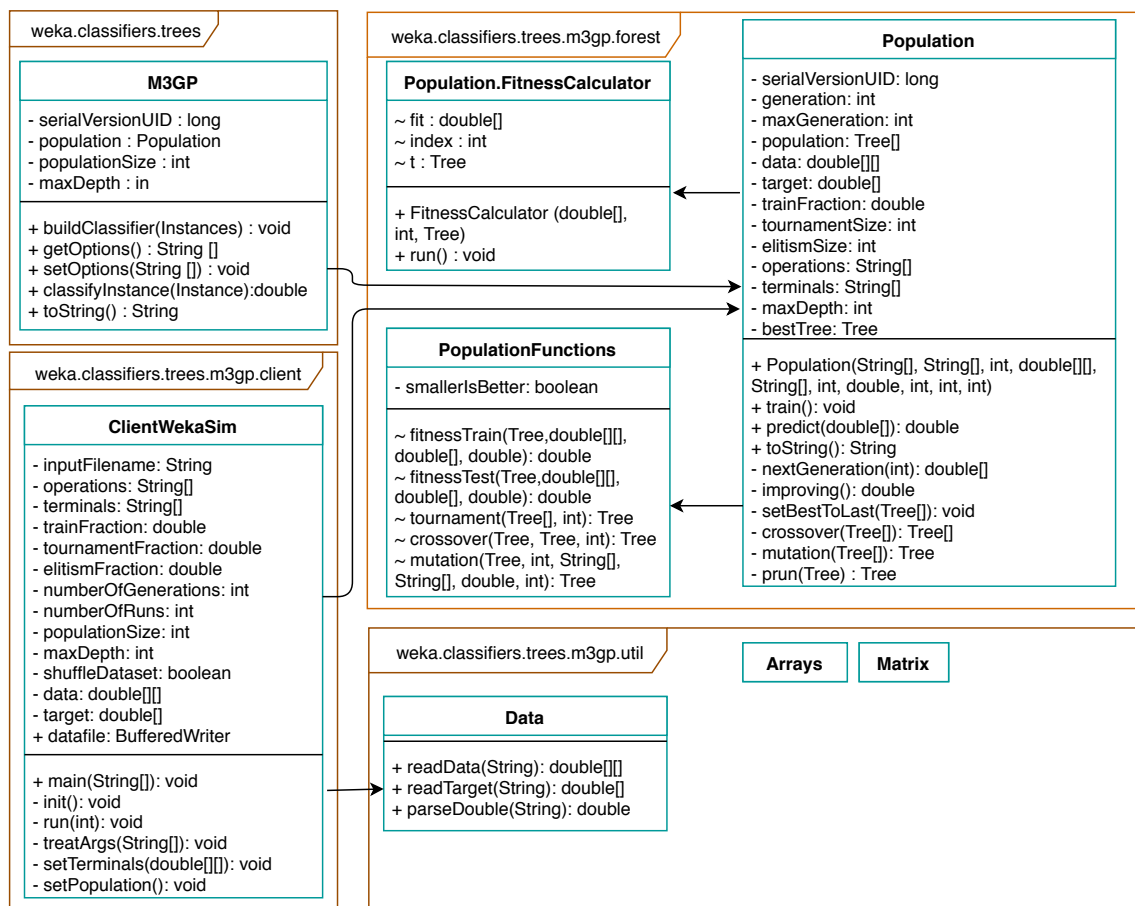 weka.classifiers.trees
M3GP
- serialVersionUID : long
- population : Population
- populationSize : int
- maxDepth : in
+ buildClassifier(Instances) : void
+ getOptions() : String []
+ setOptions(String []) : void
+ classifyInstance(Instance):double
+ toString() : String
weka.classifiers.trees.m3gp.client
ClientWekaSim
- inputFilename: String
- operations: String[]
- terminals: String[]
- trainFraction: double
- tournamentFraction: double
- elitismFraction: double
- numberOfGenerations: int
- numberOfRuns: int
- populationSize: int
- maxDepth: int
- shuffleDataset: boolean
- data: double[][]
- target: double[]
+ datafile: BufferedWriter
+ main(String[]): void
- init(): void
- run(int): void
- treatArgs(String[]): void
- setTerminals(double[][]): void
- setPopulation(): void
weka.classifiers.trees.m3gp.forest
Population.FitnessCalculator
~ fit : double[]
~ index : int
~ t : Tree
+ FitnessCalculator (double[],
int, Tree)
+ run() : void
PopulationFunctions
- smallerIsBetter: boolean
~ fitnessTrain(Tree,double[][],
double[], double): double
~ fitnessTest(Tree,double[][],
double[], double): double
~ tournament(Tree[], int): Tree
~ crossover(Tree, Tree, int): Tree
~ mutation(Tree, int, String[],
String[], double, int): Tree
Population
- serialVersionUID: long
- generation: int
- maxGeneration: int
- population: Tree[]
- data: double[][]
- target: double[]
- trainFraction: double
- tournamentSize: int
- elitismSize: int
- operations: String[]
- terminals: String[]
- maxDepth: int
- bestTree: Tree
+ Population(String[], String[], int, double[][],
String[], int, double, int, int, int)
+ train(): void
+ predict(double[]): double
+ toString(): String
- nextGeneration(int): double[]
- improving(): double
- setBestToLast(Tree[]): void
- crossover(Tree[]): Tree[]
- mutation(Tree[]): Tree
- prun(Tree) : Tree
weka.classifiers.trees.m3gp.util
Arrays
Matrix
Data
+ readData(String): double[][]
+ readTarget(String): double[]
+ parseDouble(String): double